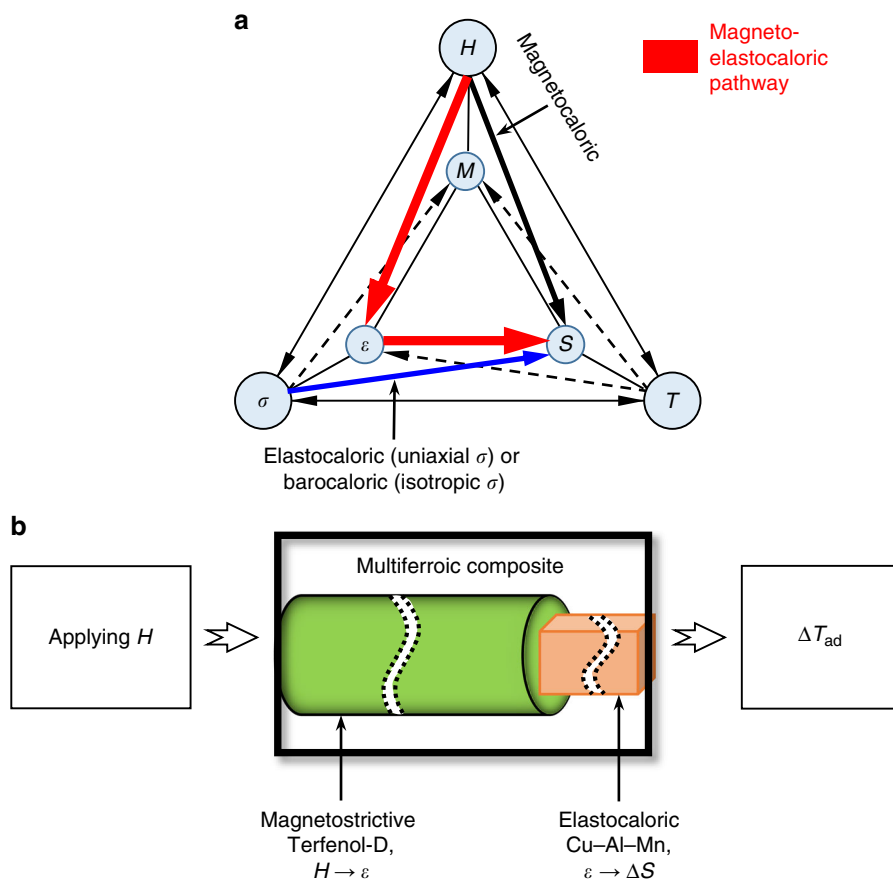 a
H
Magneto-
elastocaloric
pathway
Magnetocaloric
M
ε
S
σ
T
Elastocaloric (uniaxial σ) or
barocaloric (isotropic σ)
b
Multiferroic composite
Applying H
ΔT_ad
Magnetostrictive
Terfenol-D,
H → ε
Elastocaloric
Cu–Al–Mn,
ε → ΔS